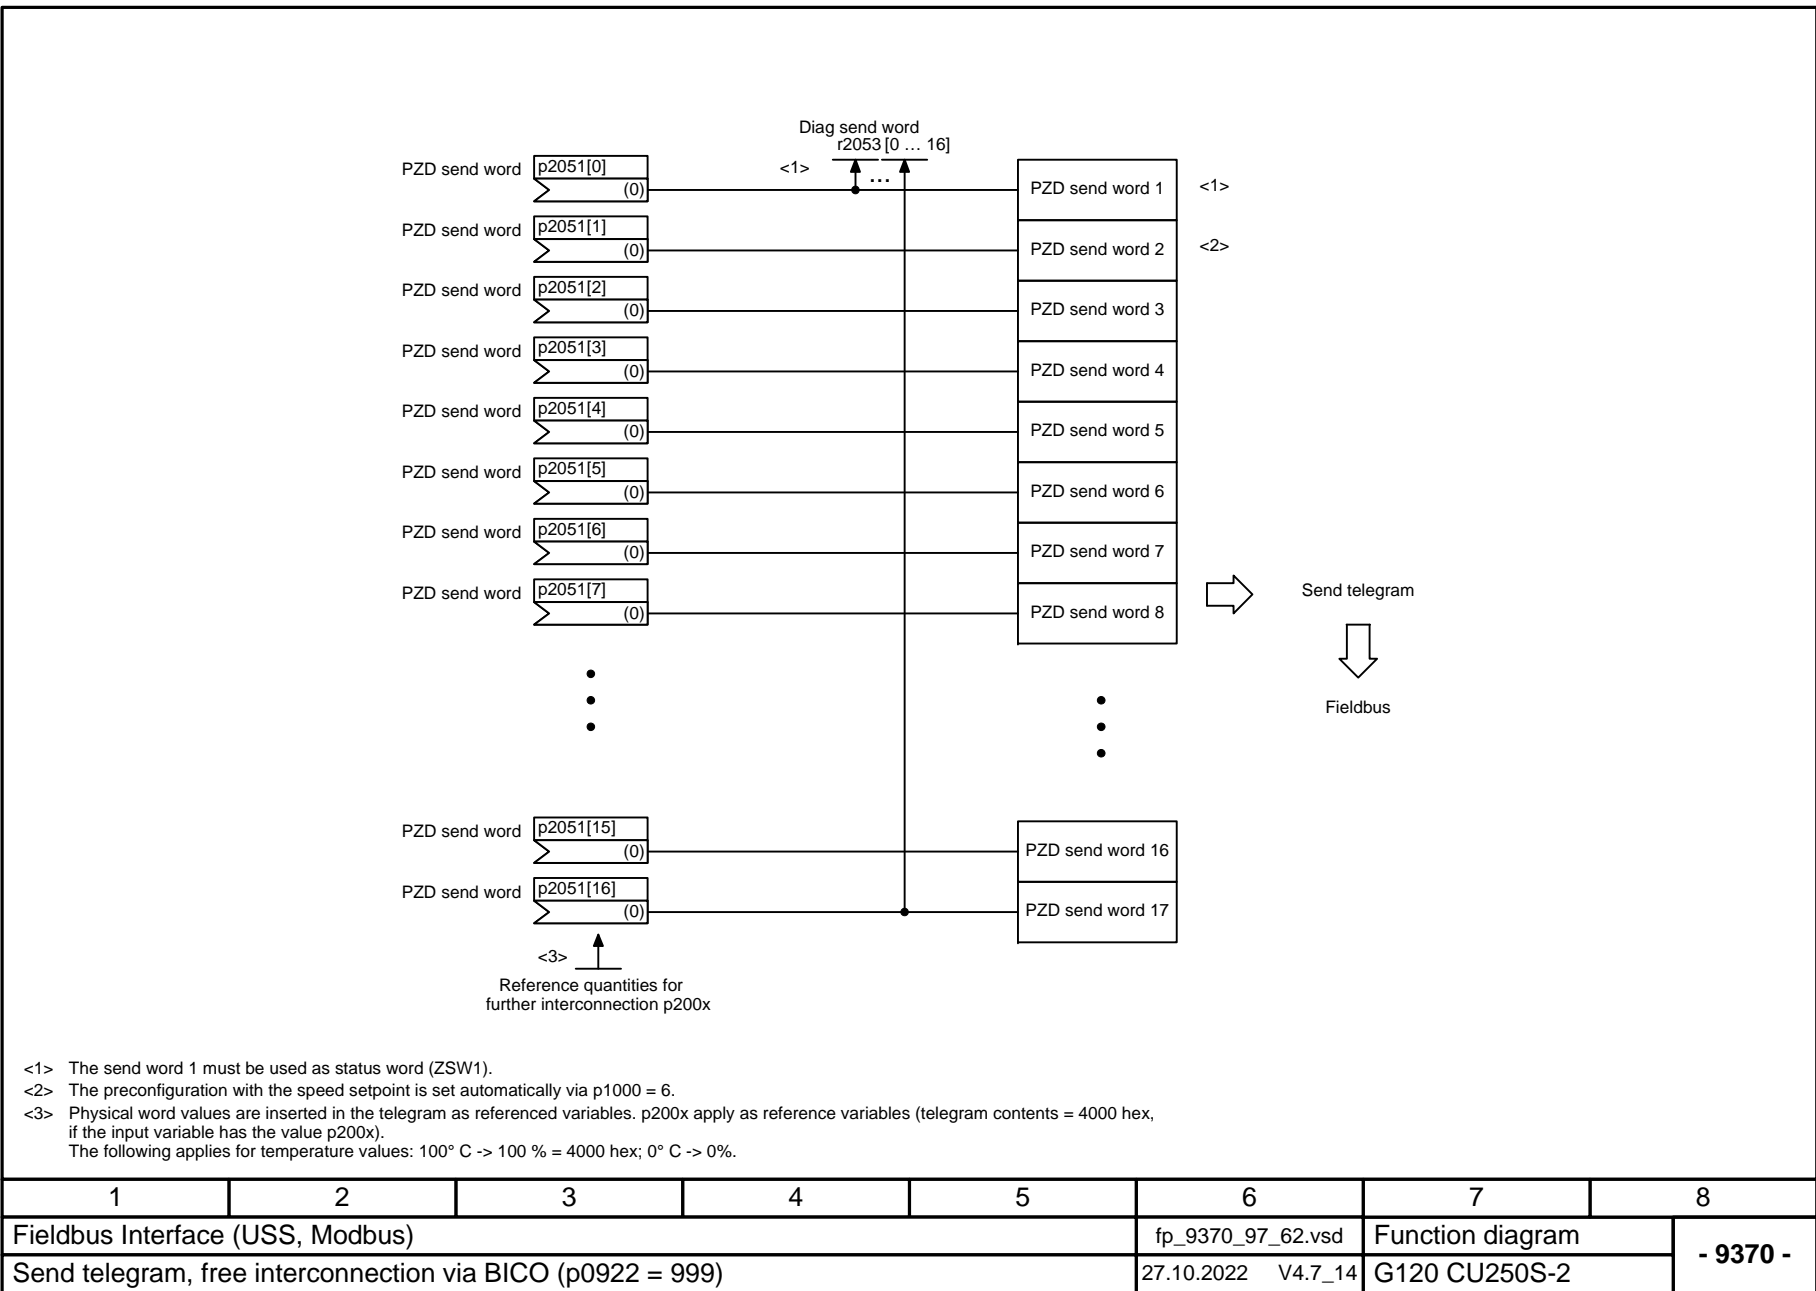 Diag send word
r2053 [0 … 16]
<1>
...
PZD send word p2051[0]
(0)
PZD send word 1 <1>
PZD send word p2051[1]
(0)
PZD send word 2 <2>
PZD send word p2051[2]
(0)
PZD send word 3
PZD send word p2051[3]
(0)
PZD send word 4
PZD send word p2051[4]
(0)
PZD send word 5
PZD send word p2051[5]
(0)
PZD send word 6
PZD send word p2051[6]
(0)
PZD send word 7
PZD send word p2051[7]
(0)
PZD send word 8
Send telegram
Fieldbus
PZD send word p2051[15]
(0)
PZD send word 16
PZD send word p2051[16]
(0)
PZD send word 17
<3>
Reference quantities for
further interconnection p200x
<1> The send word 1 must be used as status word (ZSW1).
<2> The preconfiguration with the speed setpoint is set automatically via p1000 = 6.
<3> Physical word values are inserted in the telegram as referenced variables. p200x apply as reference variables (telegram contents = 4000 hex,
if the input variable has the value p200x).
The following applies for temperature values: 100° C -> 100 % = 4000 hex; 0° C -> 0%.
1 2 3 4 5 6 7 8
Fieldbus Interface (USS, Modbus) fp_9370_97_62.vsd Function diagram
- 9370 -
Send telegram, free interconnection via BICO (p0922 = 999) 27.10.2022 V4.7_14 G120 CU250S-2